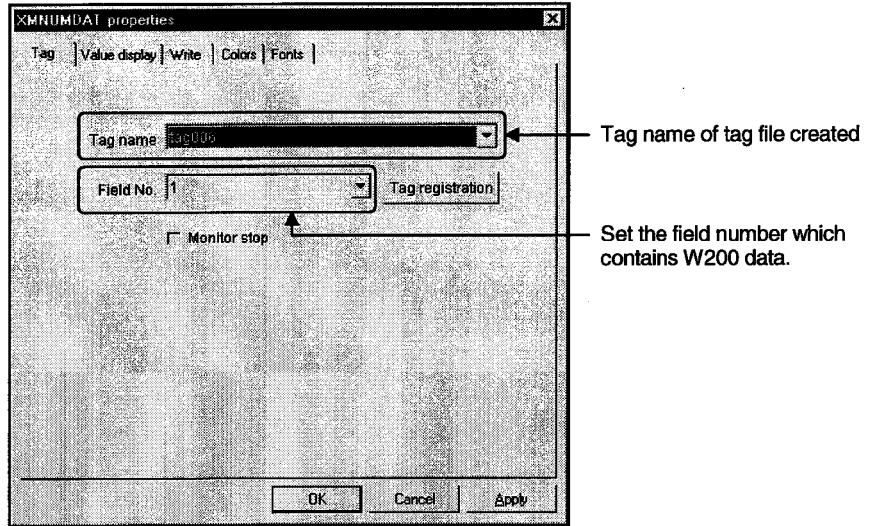 XMNUMDAT properties
Tag Value display Write Colors Fonts
Tag name tag006
Tag name of tag file created
Field No. 1 Tag registration
Monitor stop
Set the field number which
contains W200 data.
OK Cancel Apply